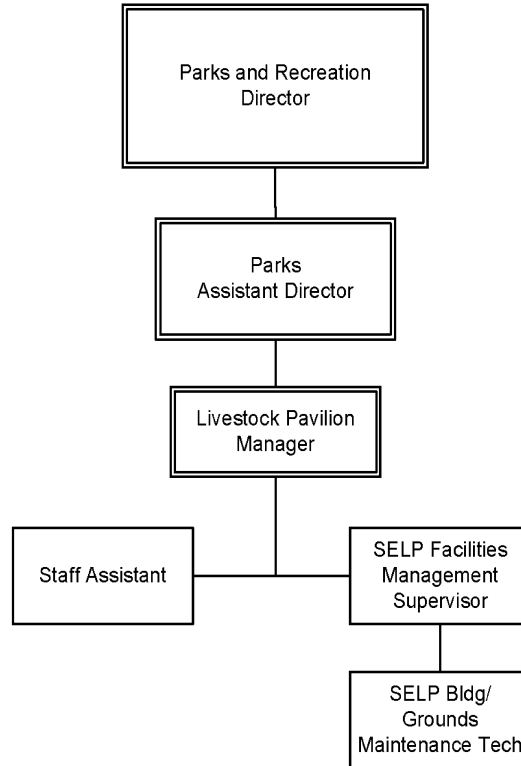 Parks and Recreation
Director
Parks
Assistant Director
Livestock Pavilion
Manager
Staff Assistant
SELP Facilities
Management
Supervisor
SELP Bldg/
Grounds
Maintenance Tech